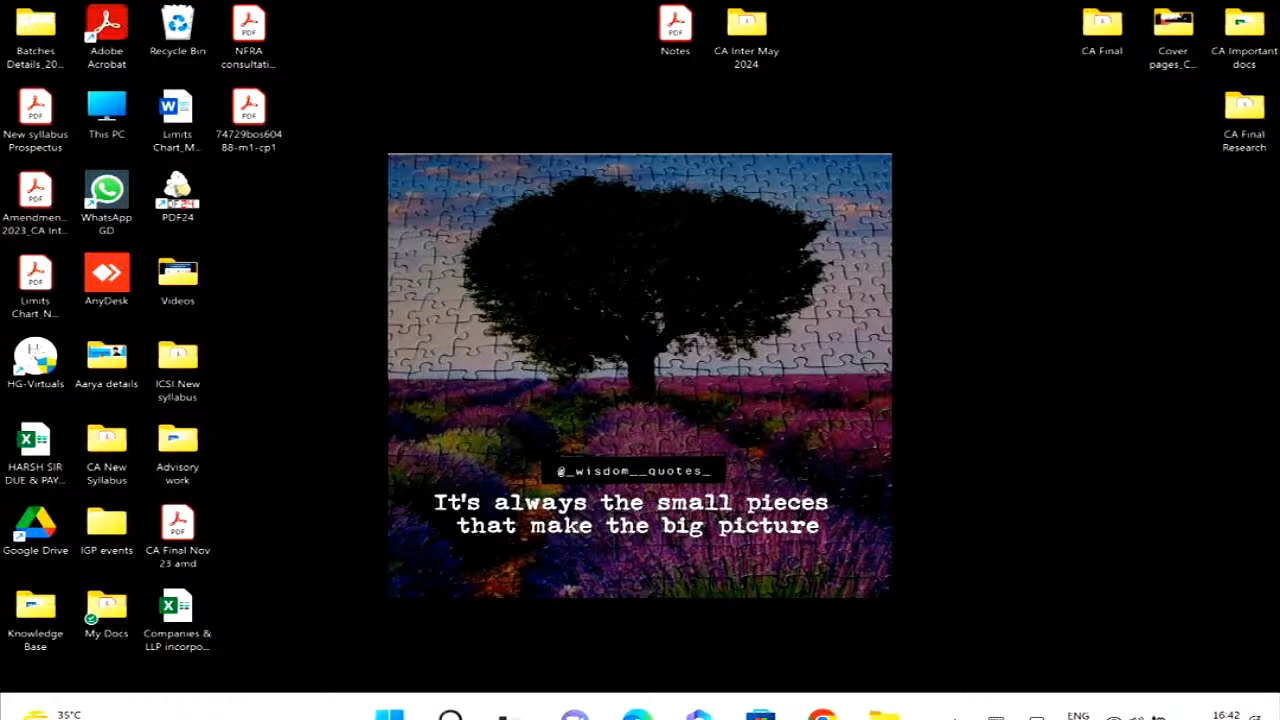 Batches
Details_20...
Adobe
Acrobat
Recycle Bin
NFRA
consultati...
Notes
CA Inter May
2024
CA Final
Cover
pages_C...
CA Important
docs
New syllabus
Prospectus
This PC
Limits
Chart_M...
74729bos604
88-m1-cp1
CA Final
Research
Amendmen...
2023_CA Int...
WhatsApp
GD
PDF24
Limits
Chart_N...
AnyDesk
Videos
HG-Virtuals
Aarya details
ICSI New
syllabus
HARSH SIR
DUE & PAY...
CA New
Syllabus
Advisory
work
Google Drive
IGP events
CA Final Nov
23 amd
Knowledge
Base
My Docs
Companies &
LLP incorpo...
@_wisdom__quotes_
It's always the small pieces
that make the big picture
35°C
ENG
16:42